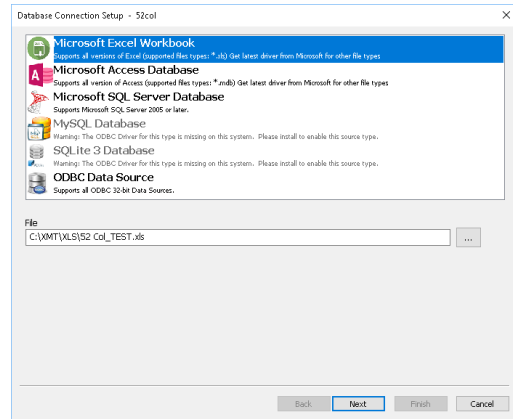 Database Connection Setup - 52col
Microsoft Excel Workbook
Supports all versions of Excel (supported files types: *.xls) Get latest driver from Microsoft for other file types
Microsoft Access Database
Supports all version of Access (supported files types: *.mdb) Get latest driver from Microsoft for other file types
Microsoft SQL Server Database
Supports Microsoft SQL Server 2005 or later.
MySQL Database
Warning: The ODBC Driver for this type is missing on this system. Please install to enable this source type.
SQLite 3 Database
Warning: The ODBC Driver for this type is missing on this system. Please install to enable this source type.
ODBC Data Source
Supports all ODBC 32-bit Data Sources.
File
C:\XMT\XLS\52 Col_TEST.xls
...
Back Next Finish Cancel